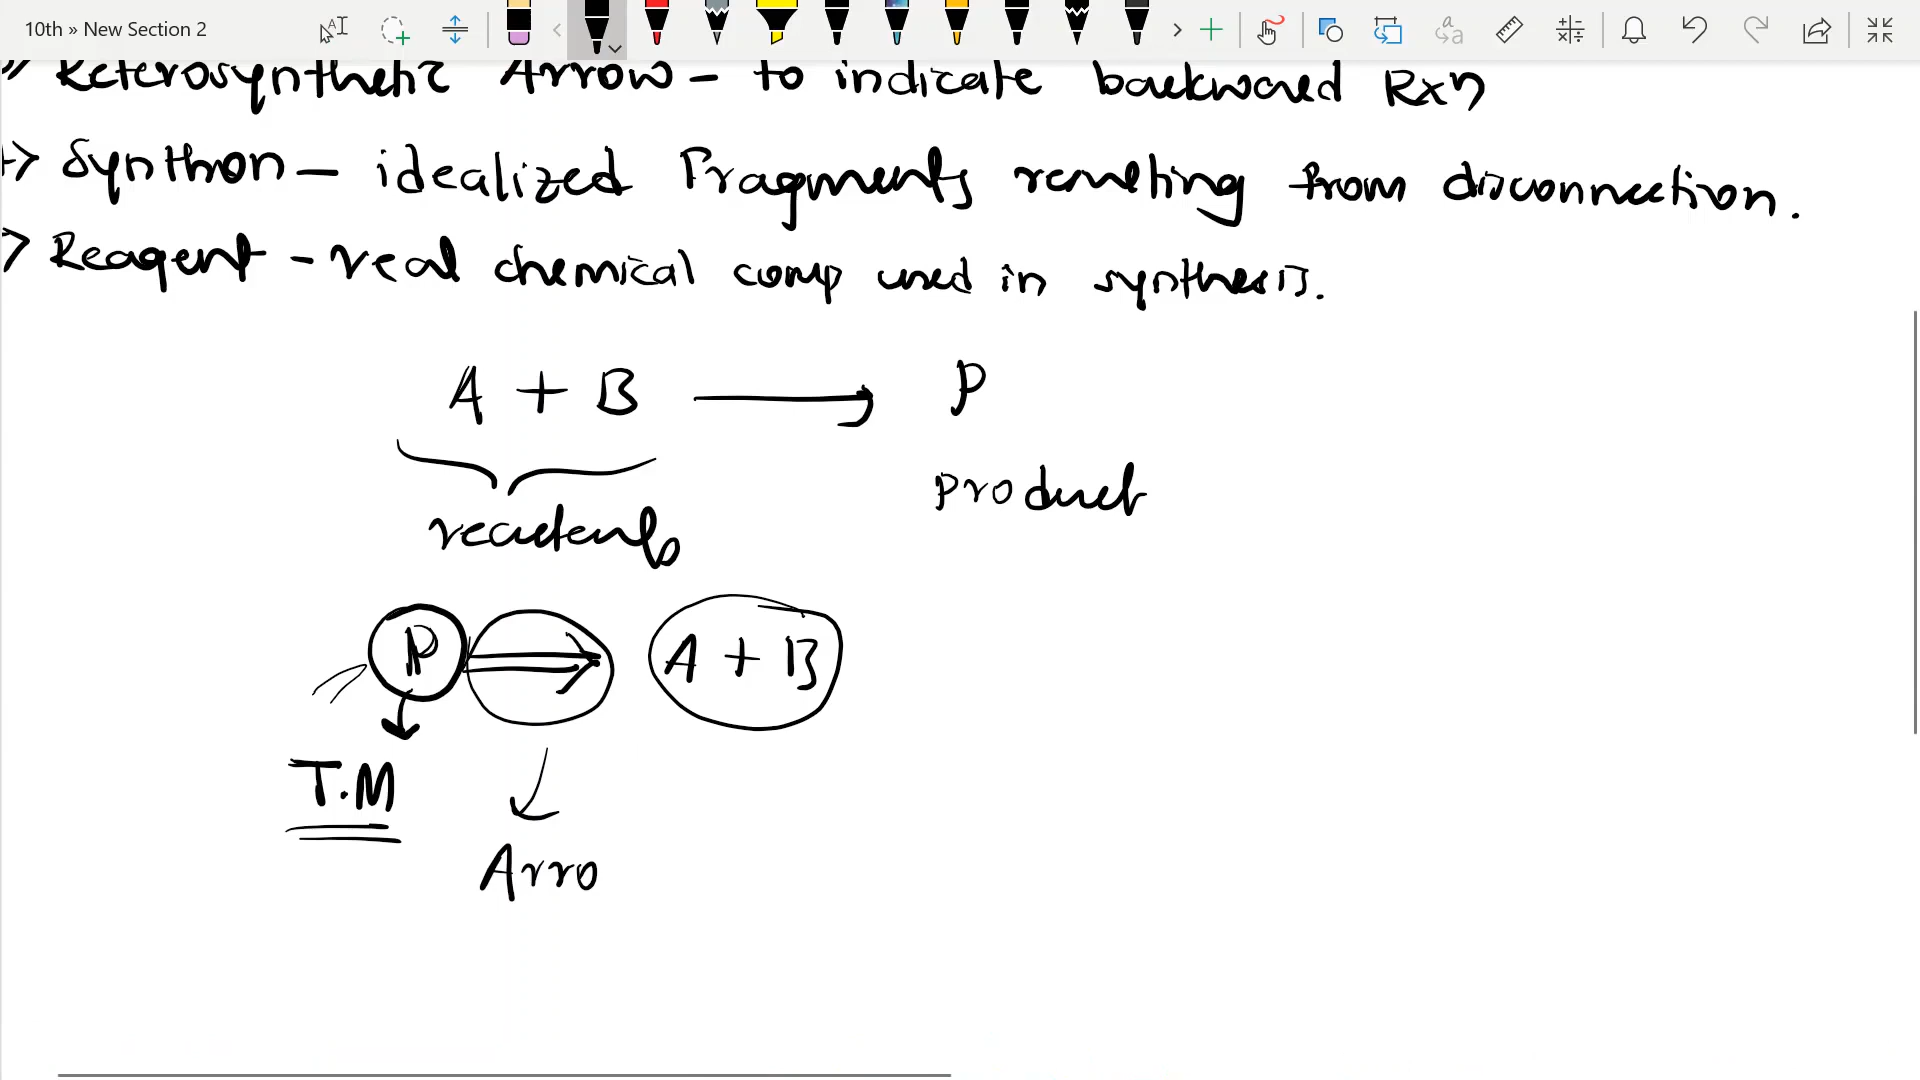 10th » New Section 2
Reterosynthetic Arrow - to indicate backward Rxn
Synthon - idealized Fragments resulting from disconnection.
Reagent - real chemical comp used in synthesis.
A + B → P
reactants
product
P ⇒ A + B
T.M
Arro